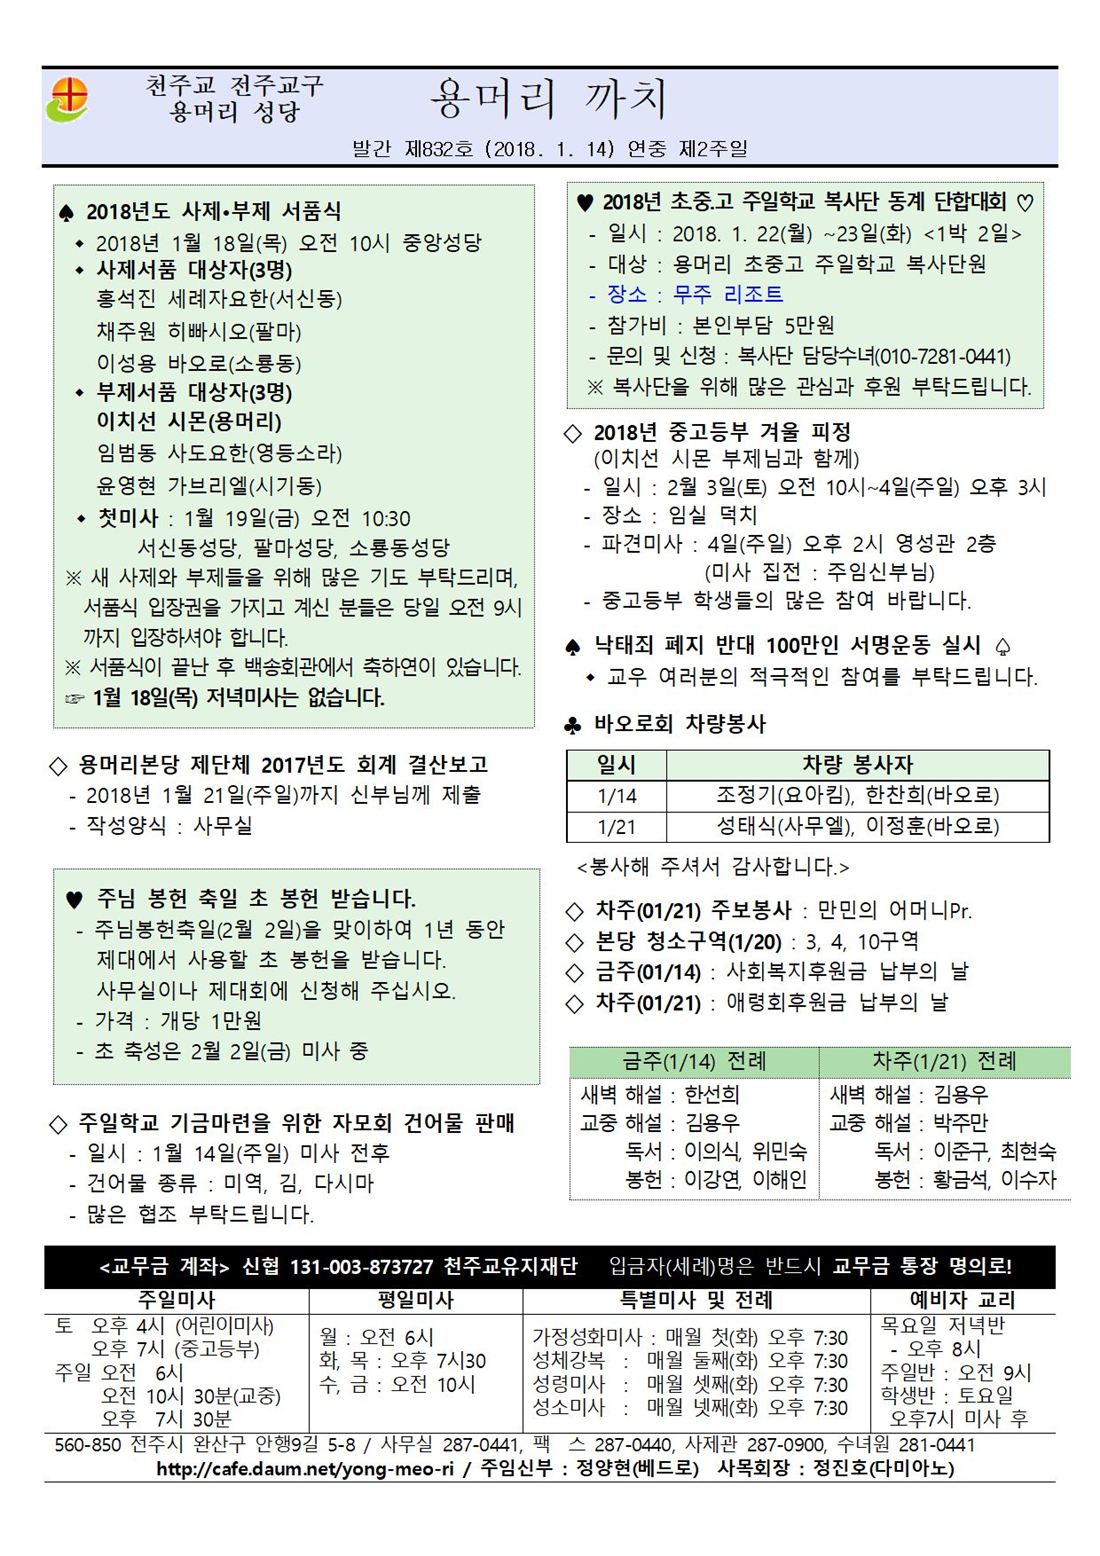 천주교 전주교구
용머리 성당
용머리 까치
발간 제832호 (2018. 1. 14) 연중 제2주일
♠ 2018년도 사제•부제 서품식
◆ 2018년 1월 18일(목) 오전 10시 중앙성당
◆ 사제서품 대상자(3명)
홍석진 세례자요한(서신동)
채주원 히빠시오(팔마)
이성용 바오로(소룡동)
◆ 부제서품 대상자(3명)
이치선 시몬(용머리)
임범동 사도요한(영등소라)
윤영현 가브리엘(시기동)
◆ 첫미사 : 1월 19일(금) 오전 10:30
서신동성당, 팔마성당, 소룡동성당
※ 새 사제와 부제들을 위해 많은 기도 부탁드리며,
서품식 입장권을 가지고 계신 분들은 당일 오전 9시
까지 입장하셔야 합니다.
※ 서품식이 끝난 후 백송회관에서 축하연이 있습니다.
☞ 1월 18일(목) 저녁미사는 없습니다.
◇ 용머리본당 제단체 2017년도 회계 결산보고
- 2018년 1월 21일(주일)까지 신부님께 제출
- 작성양식 : 사무실
♥ 주님 봉헌 축일 초 봉헌 받습니다.
- 주님봉헌축일(2월 2일)을 맞이하여 1년 동안
제대에서 사용할 초 봉헌을 받습니다.
사무실이나 제대회에 신청해 주십시오.
- 가격 : 개당 1만원
- 초 축성은 2월 2일(금) 미사 중
◇ 주일학교 기금마련을 위한 자모회 건어물 판매
- 일시 : 1월 14일(주일) 미사 전후
- 건어물 종류 : 미역, 김, 다시마
- 많은 협조 부탁드립니다.
♥ 2018년 초.중.고 주일학교 복사단 동계 단합대회 ♡
- 일시 : 2018. 1. 22(월) ~23일(화) <1박 2일>
- 대상 : 용머리 초중고 주일학교 복사단원
- 장소 : 무주 리조트
- 참가비 : 본인부담 5만원
- 문의 및 신청 : 복사단 담당수녀(010-7281-0441)
※ 복사단을 위해 많은 관심과 후원 부탁드립니다.
◇ 2018년 중고등부 겨울 피정
(이치선 시몬 부제님과 함께)
- 일시 : 2월 3일(토) 오전 10시~4일(주일) 오후 3시
- 장소 : 임실 덕치
- 파견미사 : 4일(주일) 오후 2시 영성관 2층
(미사 집전 : 주임신부님)
- 중고등부 학생들의 많은 참여 바랍니다.
♠ 낙태죄 폐지 반대 100만인 서명운동 실시 ♤
◆ 교우 여러분의 적극적인 참여를 부탁드립니다.
♣ 바오로회 차량봉사
일시 차량 봉사자
1/14 조정기(요아킴), 한찬희(바오로)
1/21 성태식(사무엘), 이정훈(바오로)
<봉사해 주셔서 감사합니다.>
◇ 차주(01/21) 주보봉사 : 만민의 어머니Pr.
◇ 본당 청소구역(1/20) : 3, 4, 10구역
◇ 금주(01/14) : 사회복지후원금 납부의 날
◇ 차주(01/21) : 애령회후원금 납부의 날
금주(1/14) 전례 차주(1/21) 전례
새벽 해설 : 한선희 새벽 해설 : 김용우
교중 해설 : 김용우 교중 해설 : 박주만
독서 : 이의식, 위민숙 독서 : 이준구, 최현숙
봉헌 : 이강연, 이해인 봉헌 : 황금석, 이수자
<교무금 계좌> 신협 131-003-873727 천주교유지재단 입금자(세례)명은 반드시 교무금 통장 명의로!
주일미사 평일미사 특별미사 및 전례 예비자 교리
토 오후 4시 (어린이미사)
오후 7시 (중고등부)
주일 오전 6시
오전 10시 30분(교중)
오후 7시 30분
월 : 오전 6시
화, 목 : 오후 7시30
수, 금 : 오전 10시
가정성화미사 : 매월 첫(화) 오후 7:30
성체강복 : 매월 둘째(화) 오후 7:30
성령미사 : 매월 셋째(화) 오후 7:30
성소미사 : 매월 넷째(화) 오후 7:30
목요일 저녁반
- 오후 8시
주일반 : 오전 9시
학생반 : 토요일
오후7시 미사 후
560-850 전주시 완산구 안행9길 5-8 / 사무실 287-0441, 팩 스 287-0440, 사제관 287-0900, 수녀원 281-0441
http://cafe.daum.net/yong-meo-ri / 주임신부 : 정양현(베드로) 사목회장 : 정진호(다미아노)